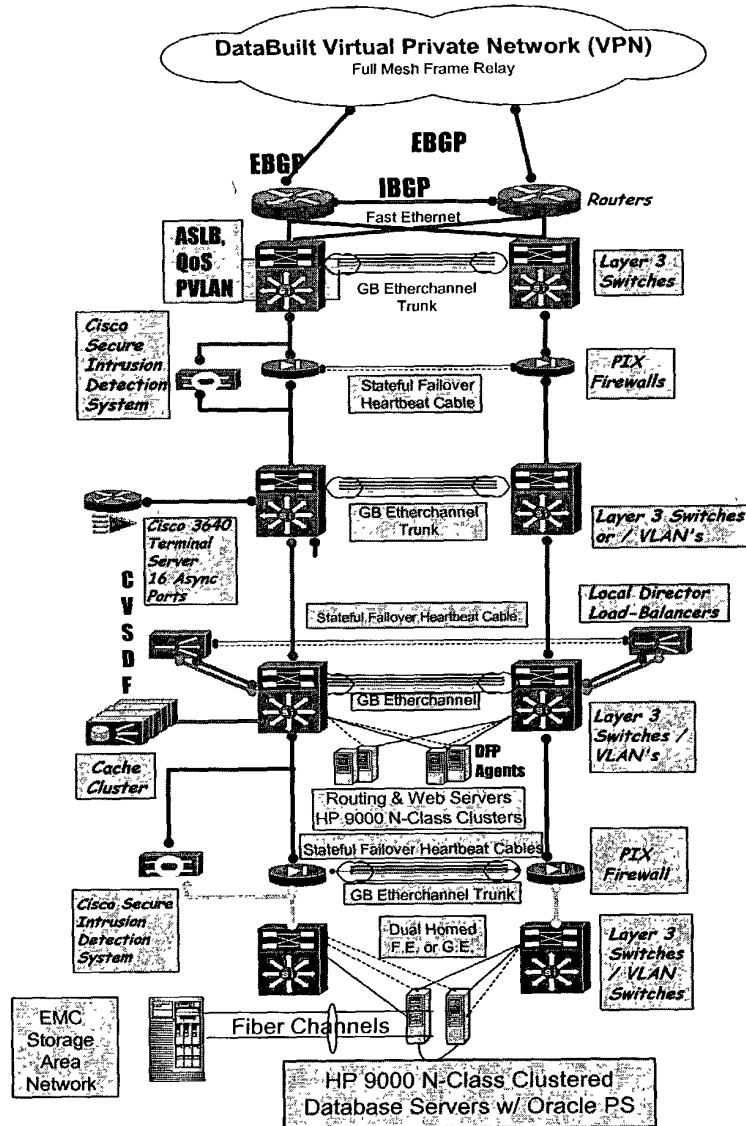 DataBuilt Virtual Private Network (VPN)
Full Mesh Frame Relay
EBGP
EBGP
IBGP
Routers
Fast Ethernet
ASLB,
QoS
PVLAN
GB Etherchannel
Trunk
Layer 3
Switches
Cisco
Secure
Intrusion
Detection
System
Stateful Failover
Heartbeat Cable
PIX
Firewalls
GB Etherchannel
Trunk
Cisco 3640
Terminal
Server
16 Async
Ports
Layer 3 Switches
or / VLAN's
C
V
S
D
F
Stateful Failover Heartbeat Cable
Local Director
Load-Balancers
GB Etherchannel
Layer 3
Switches /
VLAN's
Cache
Cluster
DFP
Agents
Routing & Web Servers
HP 9000 N-Class Clusters
Stateful Failover Heartbeat Cables
GB Etherchannel Trunk
PIX
Firewall
Cisco Secure
Intrusion
Detection
System
Dual Homed
F.E. or G.E.
Layer 3
Switches
/ VLAN
Switches
EMC
Storage
Area
Network
Fiber Channels
HP 9000 N-Class Clustered
Database Servers w/ Oracle PS